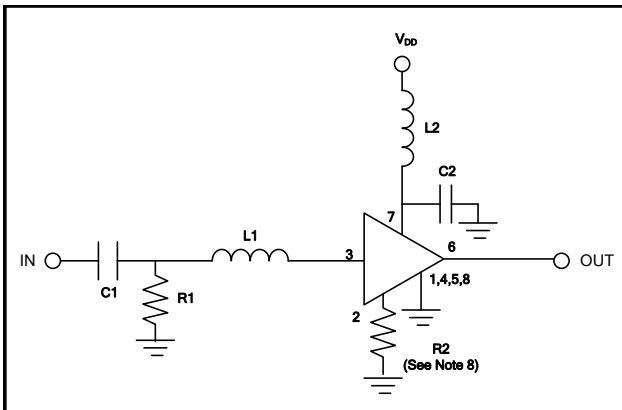 VDD
L2
C2
7
L1
6
IN
3
OUT
C1
R1
1,4,5,8
2
R2
(See Note 8)